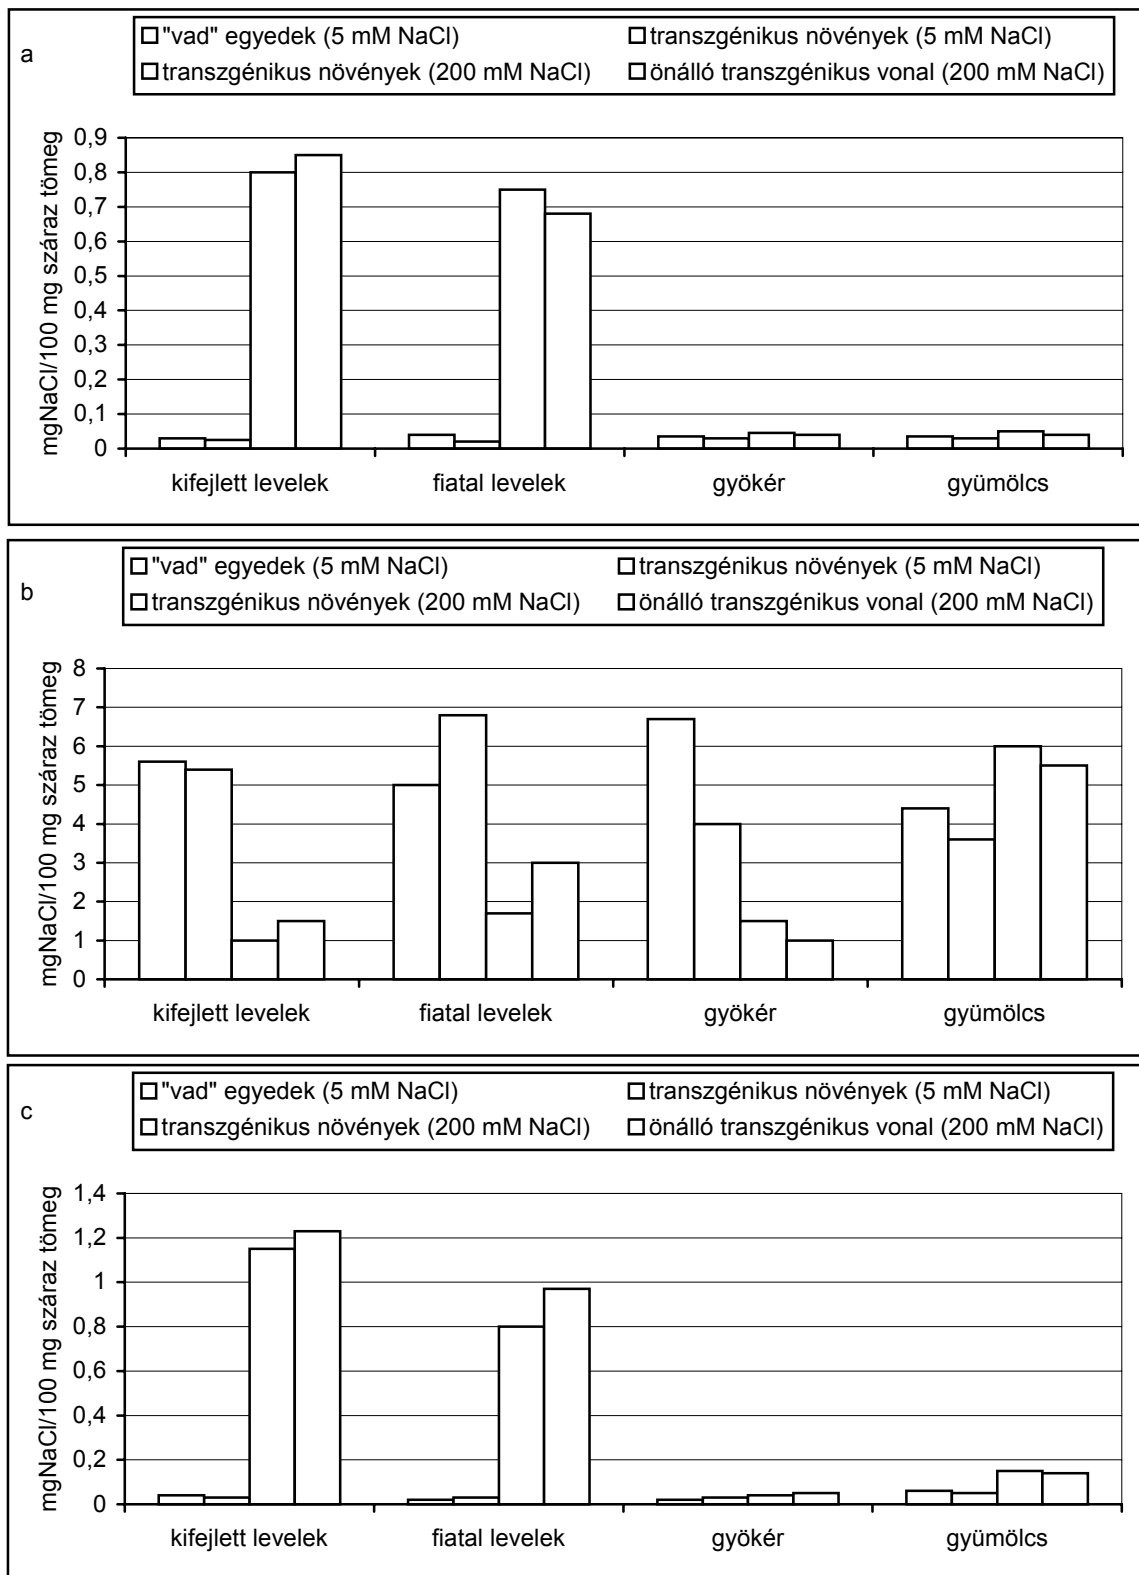 a
"vad" egyedek (5 mM NaCl) transzgénikus növények (5 mM NaCl)
transzgénikus növények (200 mM NaCl) önálló transzgénikus vonal (200 mM NaCl)
mgNaCl/100 mg száraz tömeg
0,9
0,8
0,7
0,6
0,5
0,4
0,3
0,2
0,1
0
kifejlett levelek fiatal levelek gyökér gyümölcs
b
"vad" egyedek (5 mM NaCl) transzgénikus növények (5 mM NaCl)
transzgénikus növények (200 mM NaCl) önálló transzgénikus vonal (200 mM NaCl)
mgNaCl/100 mg száraz tömeg
8
7
6
5
4
3
2
1
0
kifejlett levelek fiatal levelek gyökér gyümölcs
c
"vad" egyedek (5 mM NaCl) transzgénikus növények (5 mM NaCl)
transzgénikus növények (200 mM NaCl) önálló transzgénikus vonal (200 mM NaCl)
mgNaCl/100 mg száraz tömeg
1,4
1,2
1
0,8
0,6
0,4
0,2
0
kifejlett levelek fiatal levelek gyökér gyümölcs